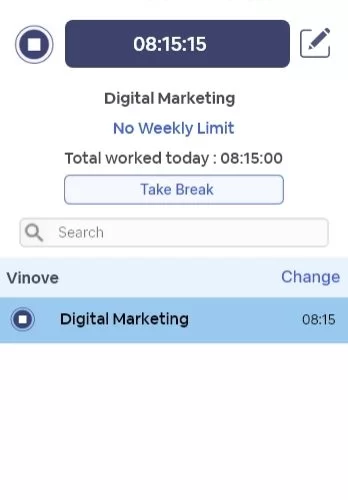 08:15:15
Digital Marketing
No Weekly Limit
Total worked today : 08:15:00
Take Break
Search
Vinove Change
Digital Marketing 08:15